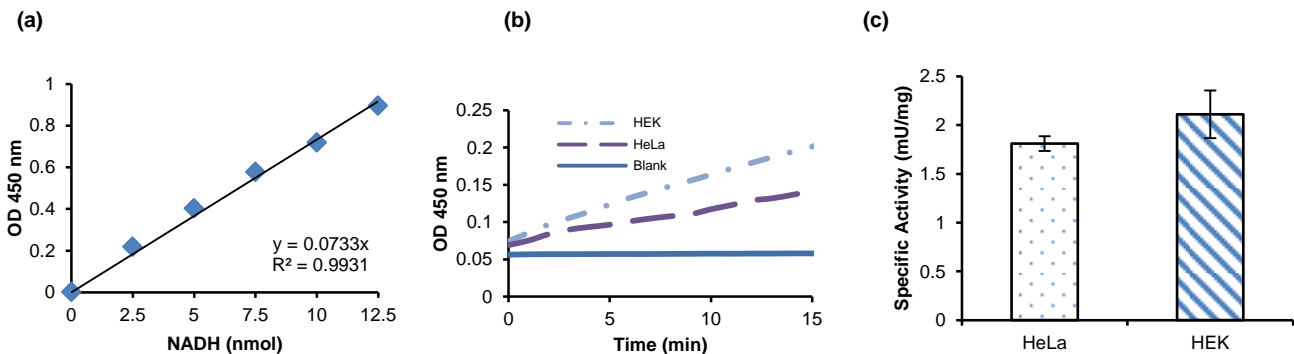 (a)
(b)
(c)
OD 450 nm
1
0.8
0.6
0.4
0.2
0
y = 0.0733x
R² = 0.9931
0 2.5 5 7.5 10 12.5
NADH (nmol)
OD 450 nm
0.25
0.2
0.15
0.1
0.05
0
HEK
HeLa
Blank
0 5 10 15
Time (min)
Specific Activity (mU/mg)
2.5
2
1.5
1
0.5
0
HeLa HEK